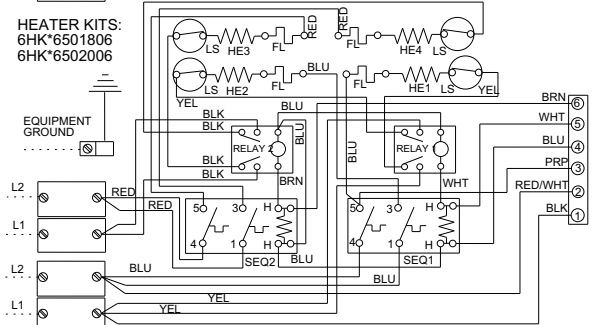 HEATER KITS:
6HK*6501806
6HK*6502006
RED
RED
LS
HE3
FL
FL
HE4
LS
BLU
LS
HE2
FL
FL
HE1
LS
YEL
YEL
BLU
BLK
BLK
BRN
6
WHT
5
EQUIPMENT
GROUND
RELAY 2
BLU
BLU
RELAY 1
BLU
4
BLK
PRP
3
L2
RED
BRN
WHT
RED/WHT
2
RED
5
3
H
5
3
H
BLK
1
L1
4
1
H
4
1
H
SEQ2
BLU
SEQ1
L2
BLU
BLU
L1
YEL
YEL